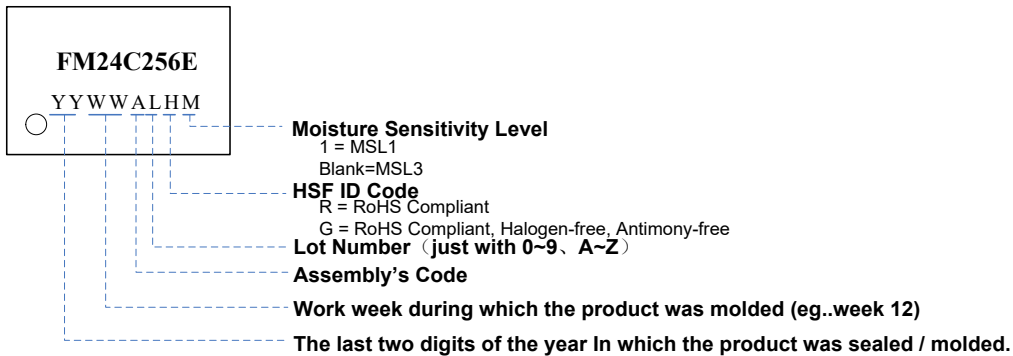 FM24C256E
YYWWALHM
Moisture Sensitivity Level
1 = MSL1
Blank=MSL3
HSF ID Code
R = RoHS Compliant
G = RoHS Compliant, Halogen-free, Antimony-free
Lot Number（just with 0~9、A~Z）
Assembly's Code
Work week during which the product was molded (eg..week 12)
The last two digits of the year In which the product was sealed / molded.